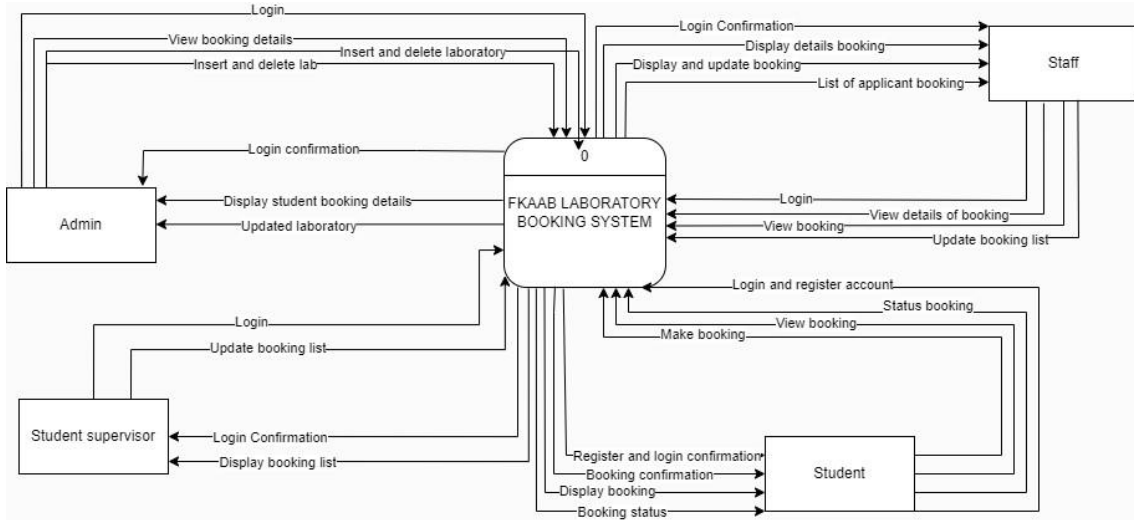 Login
Login Confirmation
View booking details
Display details booking
Insert and delete laboratory
Insert and delete lab
Display and update booking
Staff
List of applicant booking
0
Login confirmation
FKAAB LABORATORY
BOOKING SYSTEM
Display student booking details
Login
Admin
View details of booking
Updated laboratory
View booking
Update booking list
Login and register account
Status booking
Login
View booking
Make booking
Update booking list
Student supervisor
Login Confirmation
Register and login confirmation
Display booking list
Booking confirmation
Student
Display booking
Booking status